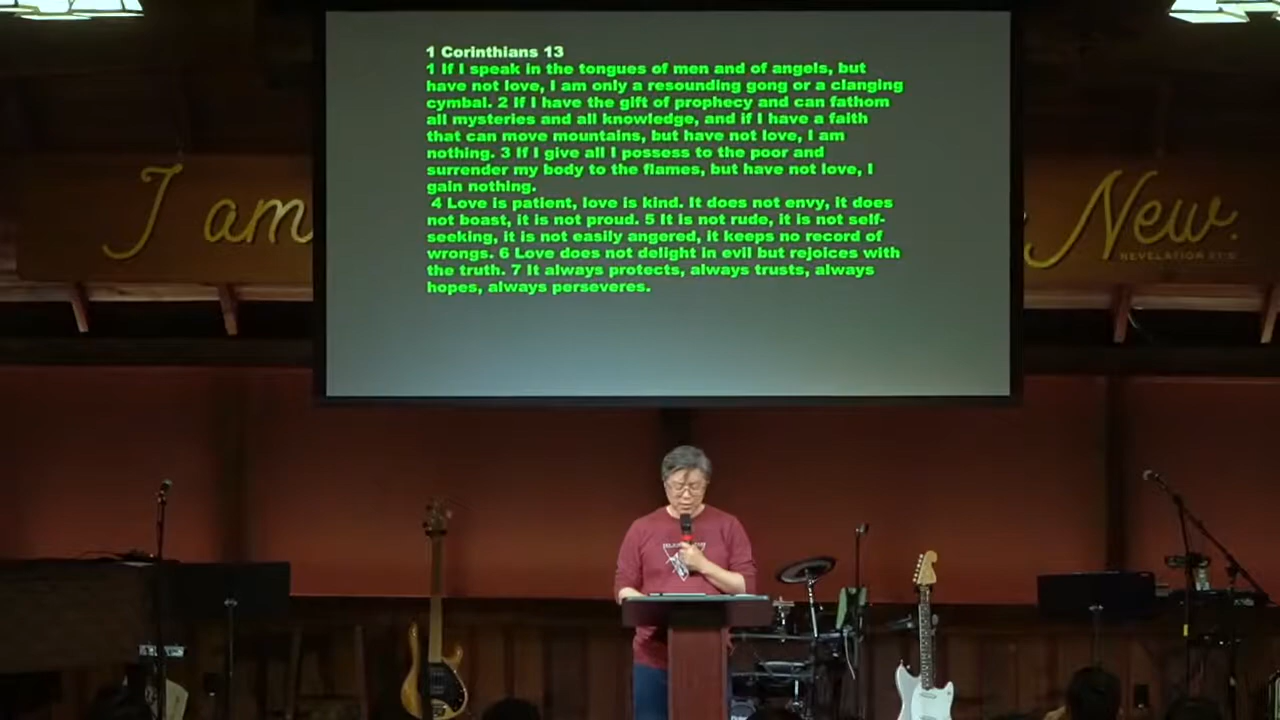 1 Corinthians 13
1 If I speak in the tongues of men and of angels, but
have not love, I am only a resounding gong or a clanging
cymbal. 2 If I have the gift of prophecy and can fathom
all mysteries and all knowledge, and if I have a faith
that can move mountains, but have not love, I am
nothing. 3 If I give all I possess to the poor and
surrender my body to the flames, but have not love, I
gain nothing.
4 Love is patient, love is kind. It does not envy, it does
not boast, it is not proud. 5 It is not rude, it is not self-
seeking, it is not easily angered, it keeps no record of
wrongs. 6 Love does not delight in evil but rejoices with
the truth. 7 It always protects, always trusts, always
hopes, always perseveres.
I am
New.
REVELATION